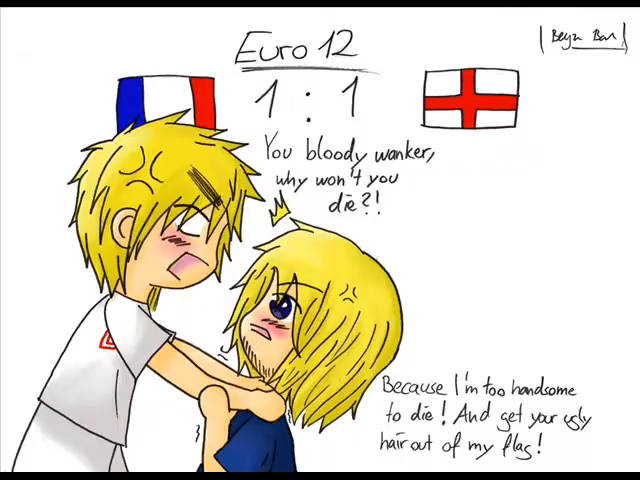 Euro 12
1 : 1
You bloody wanker,
why won't you
die?!
Because I'm too handsome
to die! And get your ugly
hair out of my flag!